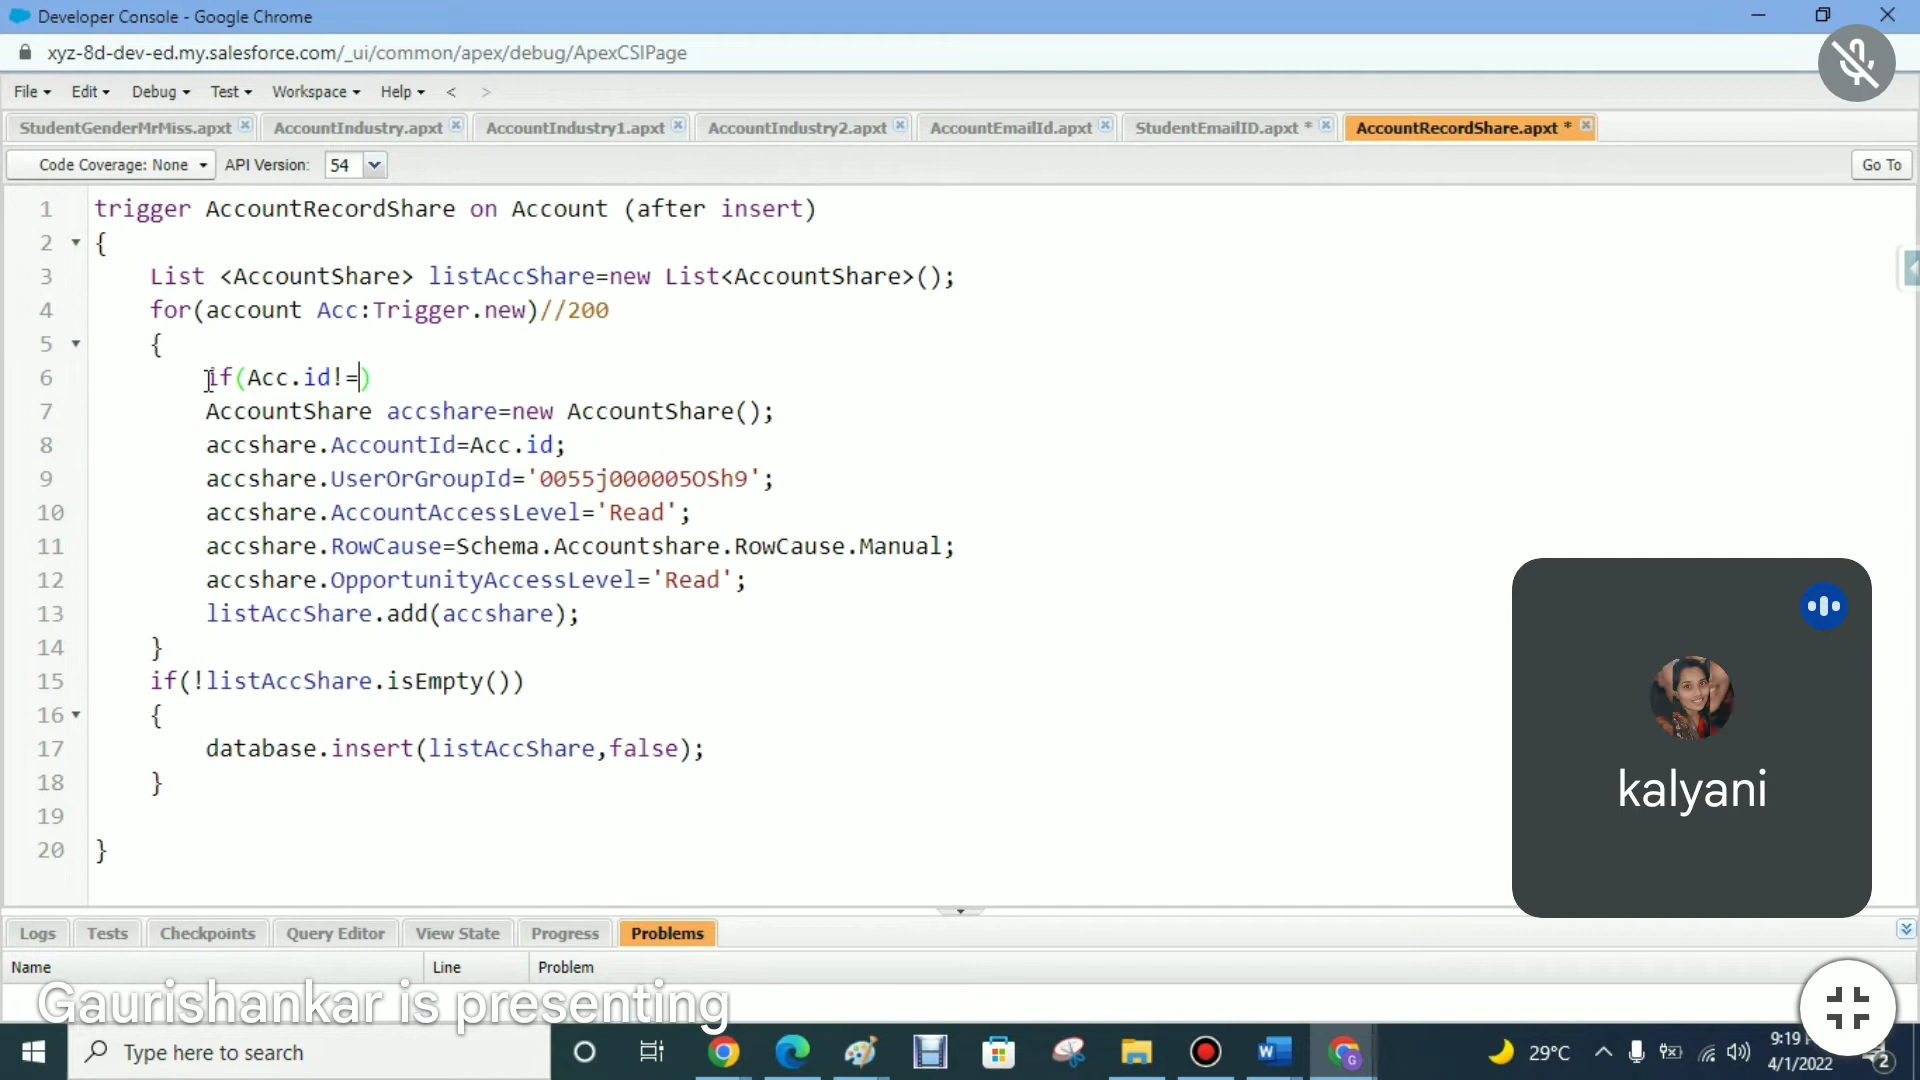 Developer Console - Google Chrome
xyz-8d-dev-ed.my.salesforce.com/_ui/common/apex/debug/ApexCSIPage
File Edit Debug Test Workspace Help < >
StudentGenderMrMiss.apxt AccountIndustry.apxt AccountIndustry1.apxt AccountIndustry2.apxt AccountEmailId.apxt StudentEmailID.apxt * AccountRecordShare.apxt *
Code Coverage: None API Version: 54 Go To
1 trigger AccountRecordShare on Account (after insert)
2 {
3 List <AccountShare> listAccShare=new List<AccountShare>();
4 for(account Acc:Trigger.new)//200
5 {
6 if(Acc.id!=)
7 AccountShare accshare=new AccountShare();
8 accshare.AccountId=Acc.id;
9 accshare.UserOrGroupId='0055j000005OSh9';
10 accshare.AccountAccessLevel='Read';
11 accshare.RowCause=Schema.Accountshare.RowCause.Manual;
12 accshare.OpportunityAccessLevel='Read';
13 listAccShare.add(accshare);
14 }
15 if(!listAccShare.isEmpty())
16 {
17 database.insert(listAccShare,false);
18 }
19
20 }
kalyani
Logs Tests Checkpoints Query Editor View State Progress Problems
Name Line Problem
Gaurishankar is presenting
Type here to search
29°C
9:19
4/1/2022
2